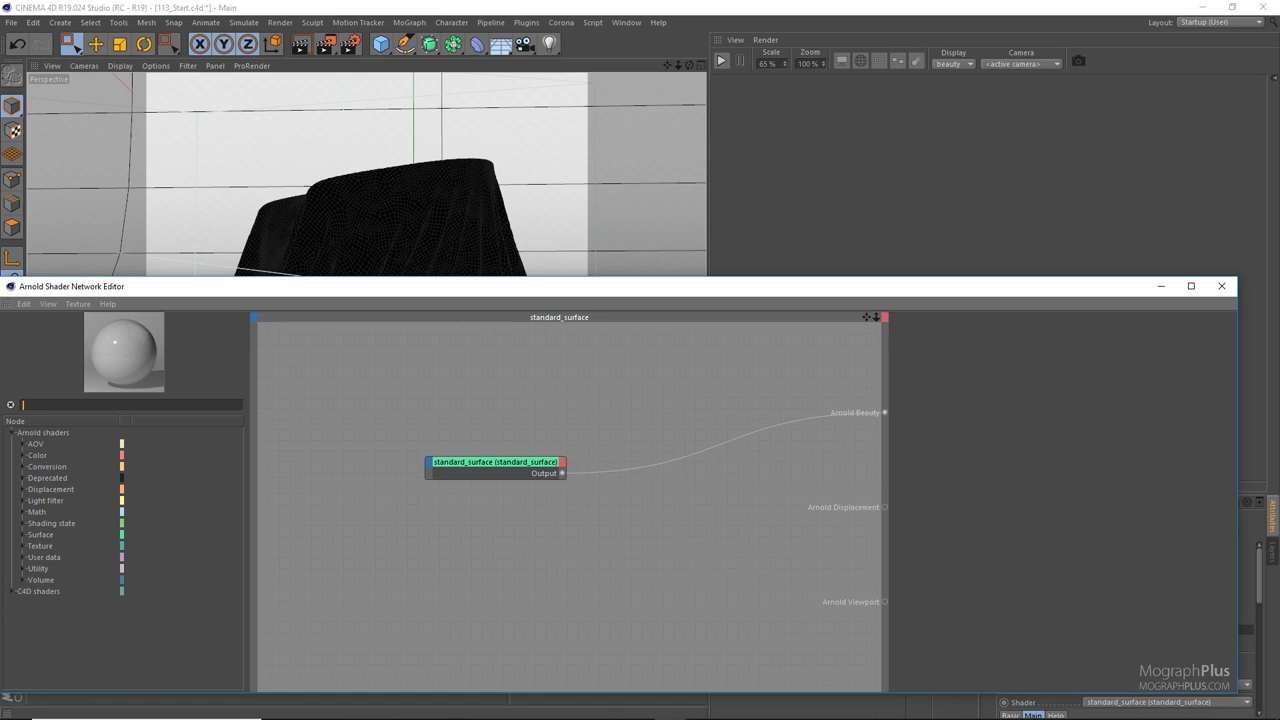 CINEMA 4D R19.024 Studio (RC - R19) - [113_Start.c4d *] - Main
File Edit Create Select Tools Mesh Snap Animate Simulate Render Sculpt Motion Tracker MoGraph Character Pipeline Plugins Corona Script Window Help
Layout: Startup (User)
View Cameras Display Options Filter Panel ProRender
Perspective
View Render
Scale Zoom Display Camera
65 % 100 % beauty <active camera>
Arnold Shader Network Editor
Edit View Texture Help
standard_surface
Node
Arnold shaders
AOV
Color
Conversion
Deprecated
Displacement
Light filter
Math
Shading state
Surface
Texture
User data
Utility
Volume
C4D shaders
standard_surface (standard_surface)
Output
Arnold Beauty
Arnold Displacement
Arnold Viewport
Attributes
Layers
MographPlus
MOGRAPHPLUS.COM
Shader standard_surface (standard_surface)
Basic Main Help